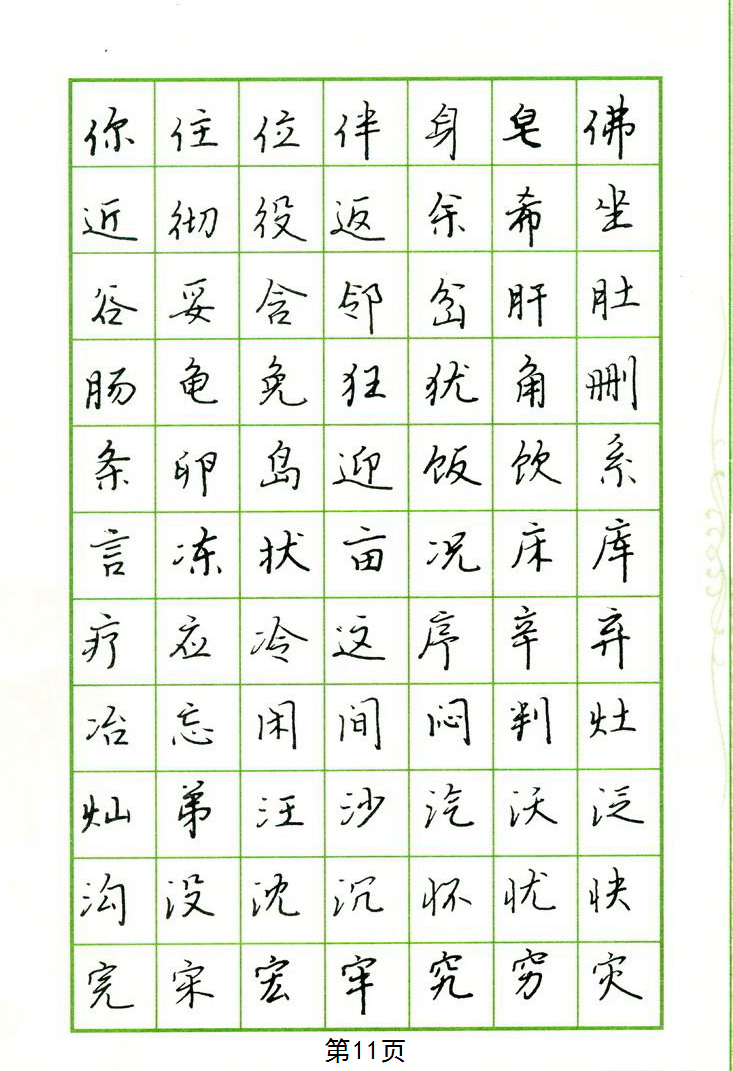 你住位伴身皂佛
近彻役返余希坐
谷妥含邻岔肝肚
肠龟免狂犹角删
条卵岛迎饭饮系
言冻状亩况床库
疗应冷这序辛弃
冶忘闲间闷判灶
灿弟汪沙汽沃泛
沟没沈沉怀忧快
完宋宏牢究穷灾
第11页